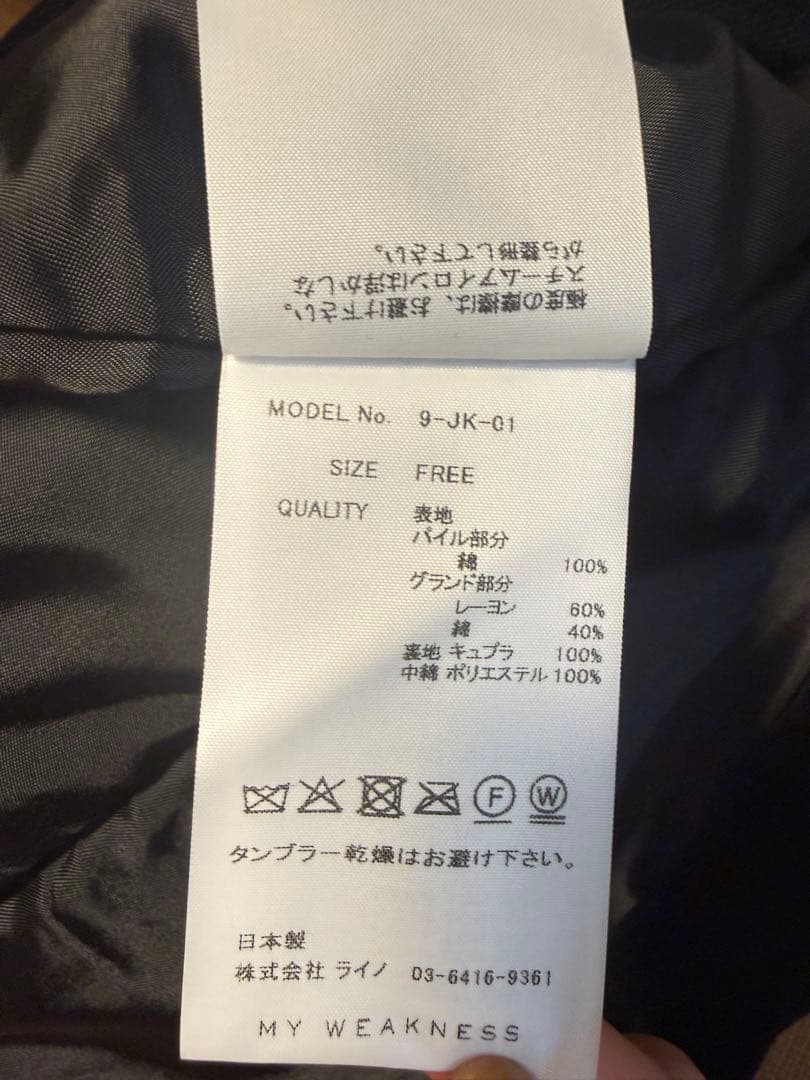 極度の摩擦は、お避け下さい。
スチームアイロンは浮かしな
がら整形して下さい。
MODEL No. 9-JK-01
SIZE FREE
QUALITY 表地
パイル部分
綿 100%
グランド部分
レーヨン 60%
綿 40%
裏地 キュプラ 100%
中綿 ポリエステル 100%
F W
タンブラー乾燥はお避け下さい。
日本製
株式会社 ライノ 03-6416-9361
MY WEAKNESS